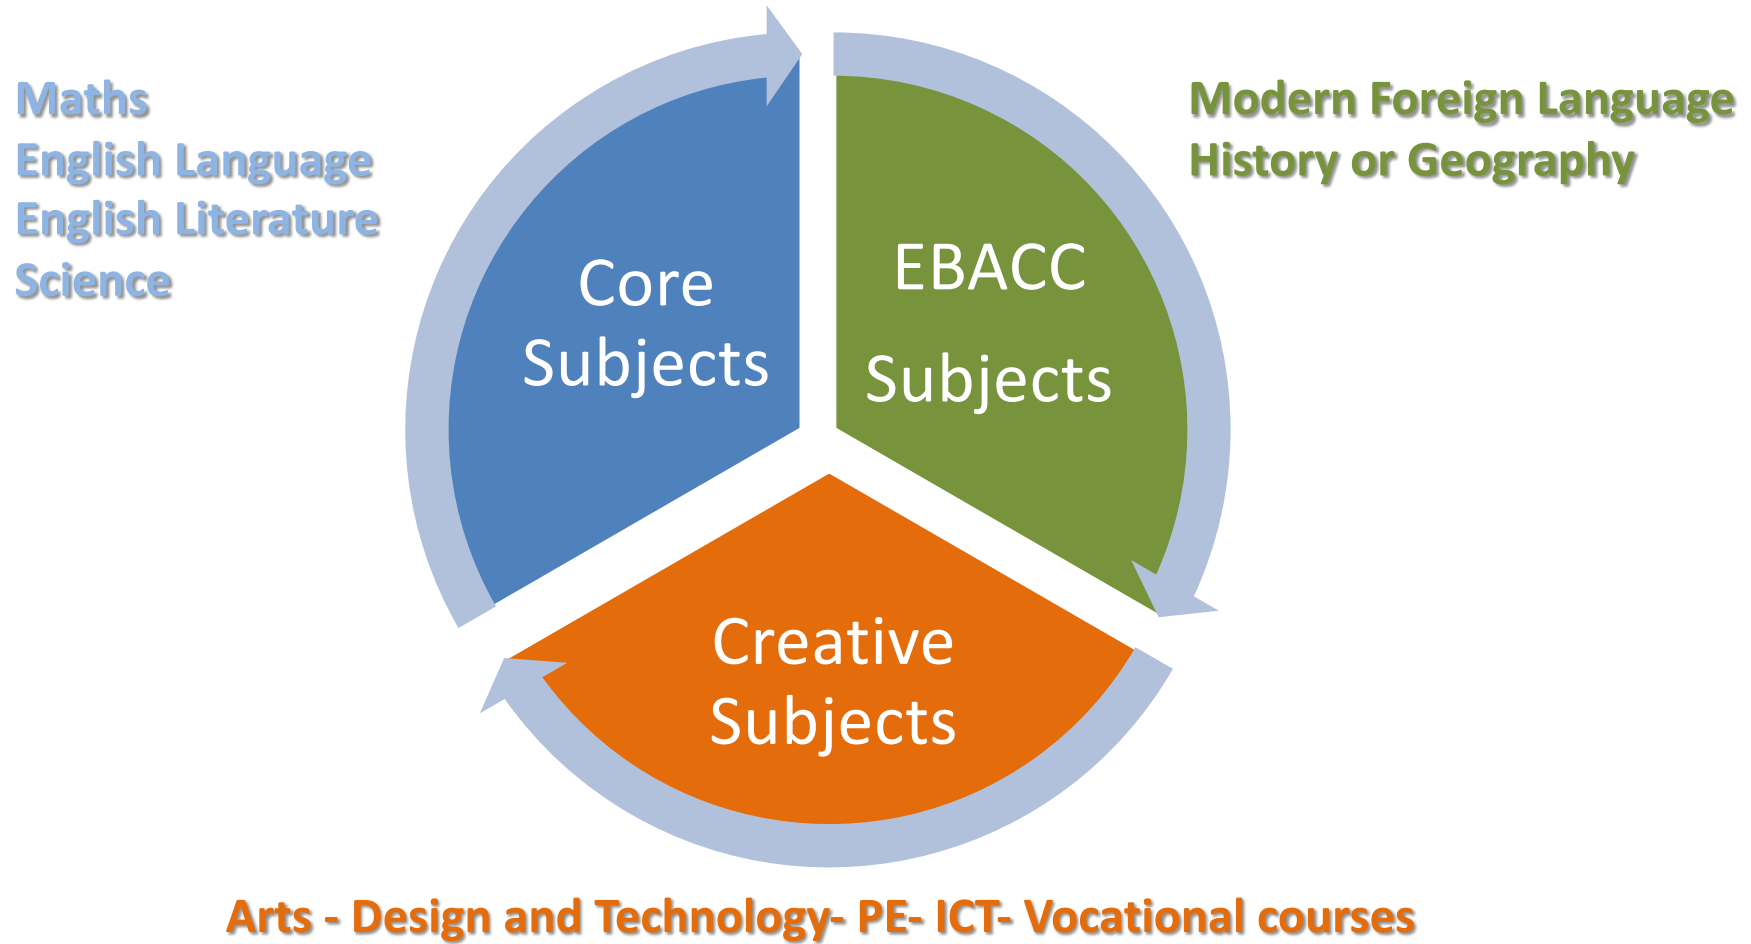 Maths
English Language
English Literature
Science
Core
Subjects
EBACC
Subjects
Modern Foreign Language
History or Geography
Creative
Subjects
Arts - Design and Technology- PE- ICT- Vocational courses